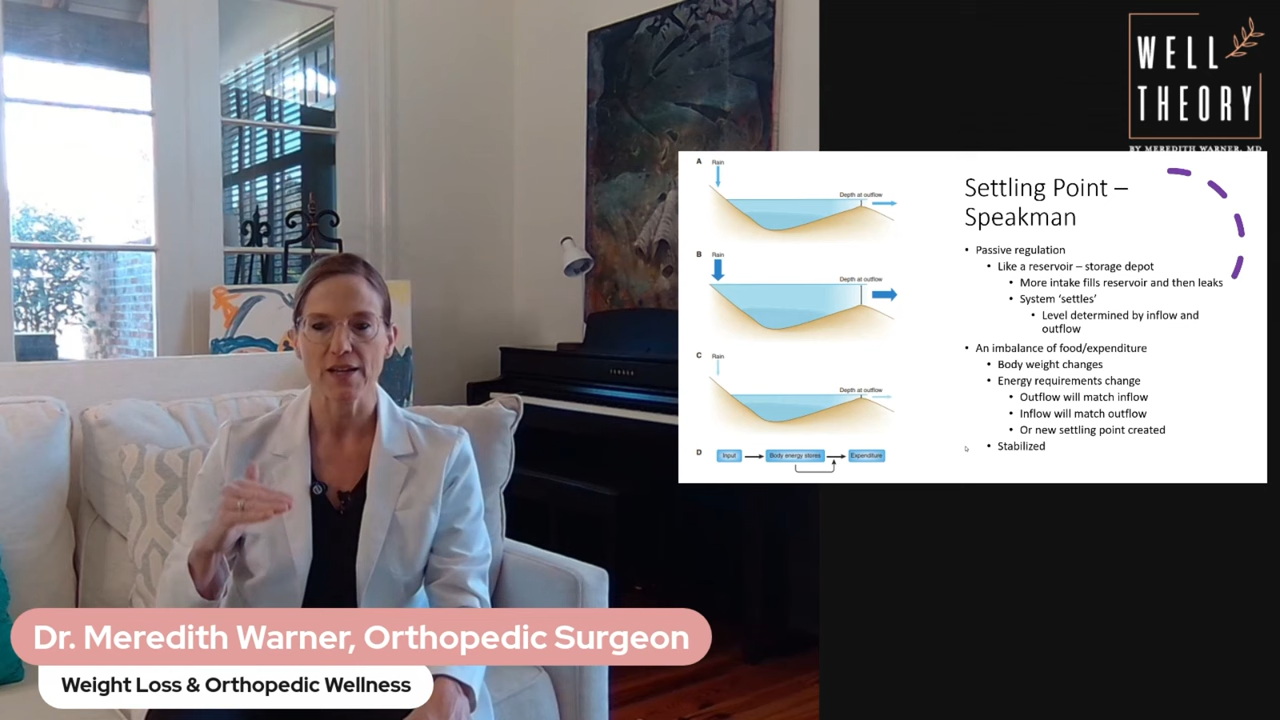 WELL
THEORY
BY MEREDITH WARNER, MD
A
Rain
Depth at outflow
B
Rain
Depth at outflow
C
Rain
Depth at outflow
D
Input
Body energy stores
Expenditure
Settling Point –
Speakman
• Passive regulation
• Like a reservoir – storage depot
• More intake fills reservoir and then leaks
• System ‘settles’
• Level determined by inflow and
outflow
• An imbalance of food/expenditure
• Body weight changes
• Energy requirements change
• Outflow will match inflow
• Inflow will match outflow
• Or new settling point created
• Stabilized
Dr. Meredith Warner, Orthopedic Surgeon
Weight Loss & Orthopedic Wellness